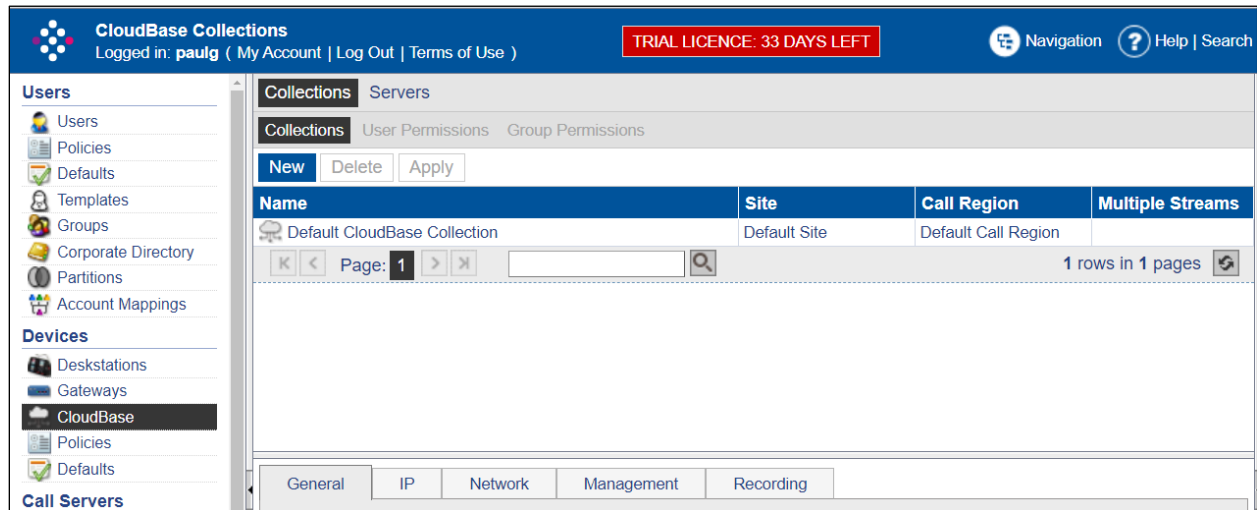 CloudBase Collections
Logged in: paulg ( My Account | Log Out | Terms of Use )
TRIAL LICENCE: 33 DAYS LEFT
Navigation
Help | Search
Users
Users
Policies
Defaults
Templates
Groups
Corporate Directory
Partitions
Account Mappings
Devices
Deskstations
Gateways
CloudBase
Policies
Defaults
Call Servers
Collections Servers
Collections User Permissions Group Permissions
New Delete Apply
Name Site Call Region Multiple Streams
Default CloudBase Collection Default Site Default Call Region
Page: 1 1 rows in 1 pages
General IP Network Management Recording